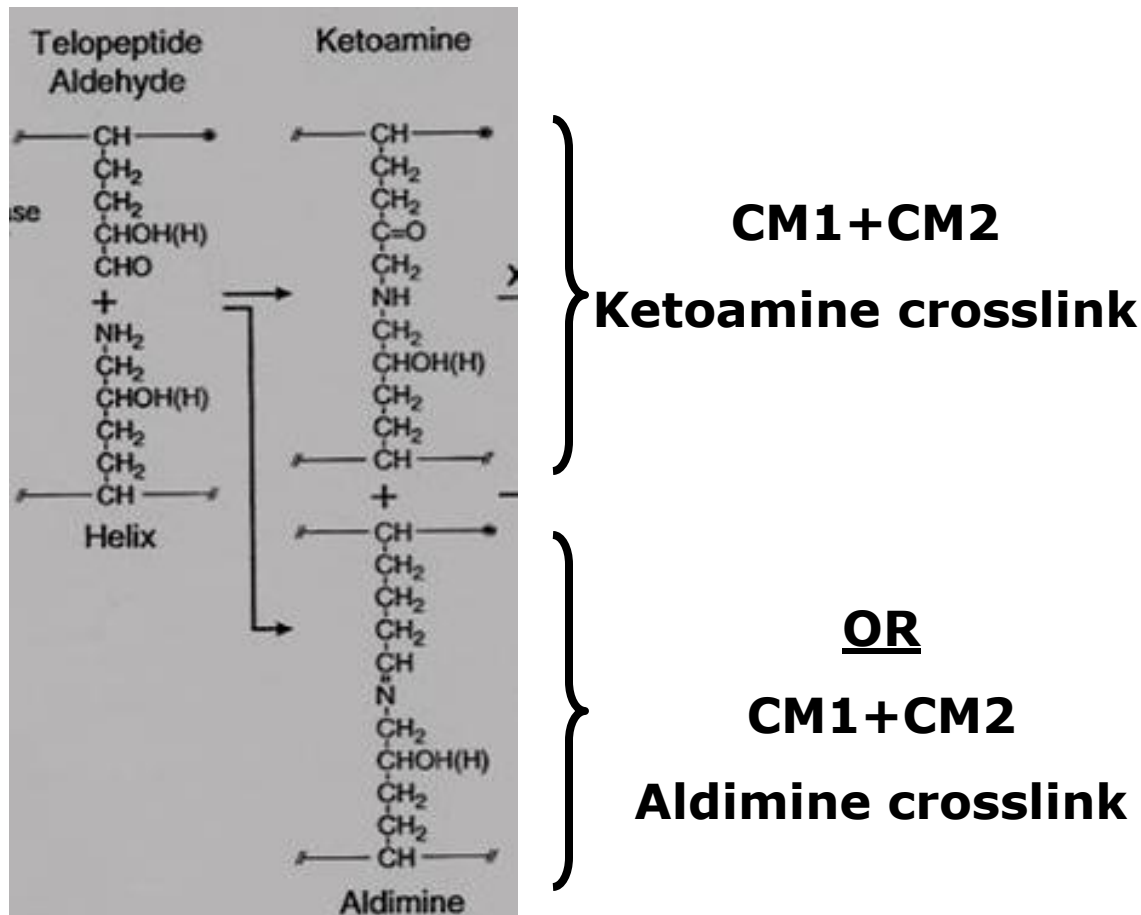 Telopeptide
Aldehyde
CH
CH₂
CH₂
CHOH(H)
CHO
+
NH₂
CH₂
CHOH(H)
CH₂
CH₂
CH
Helix
Ketoamine
CH
CH₂
CH₂
C=O
CH₂
NH
CH₂
CHOH(H)
CH₂
CH₂
CH
+
CH
CH₂
CH₂
CH₂
CH
N
CH₂
CHOH(H)
CH₂
CH₂
CH
Aldimine
CM1+CM2
Ketoamine crosslink
OR
CM1+CM2
Aldimine crosslink